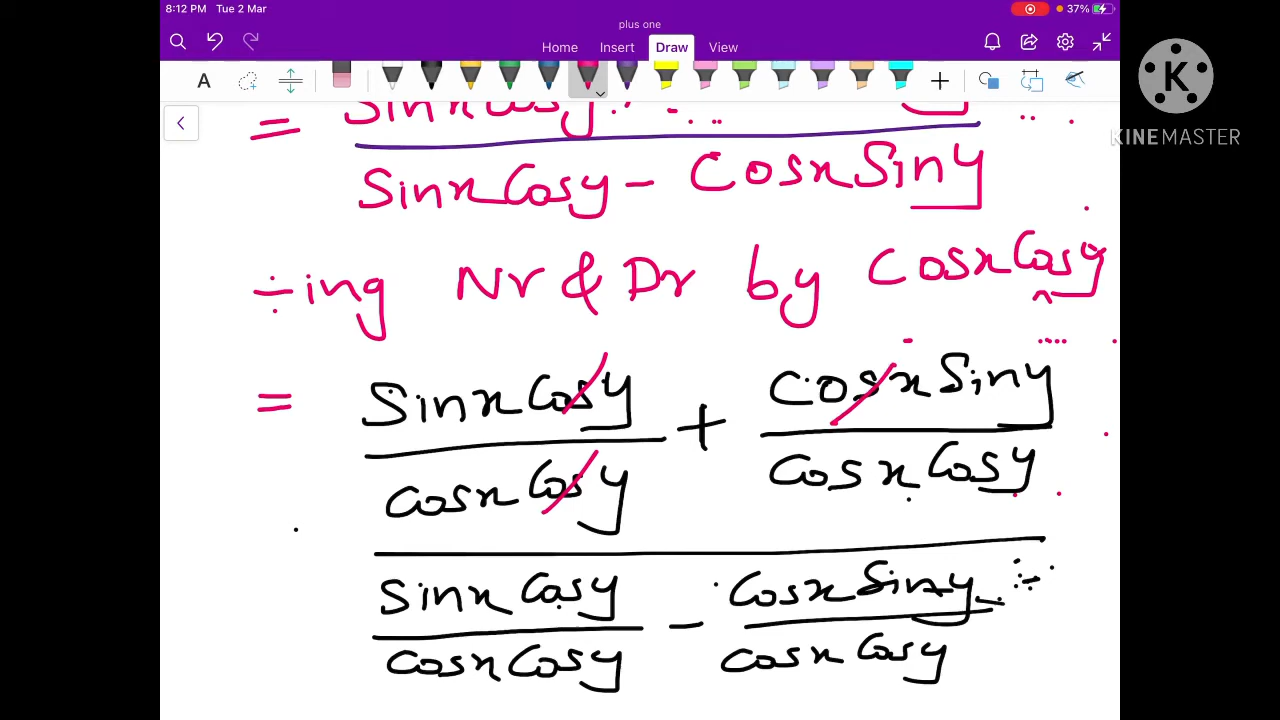 8:12 PM Tue 2 Mar
37%
plus one
Home Insert Draw View
A
K
KINEMASTER
=
Sinx Cosy - Cosx Siny
÷ing Nr & Dr by Cosx Cosy
= Sinx Cosy + Cosx Siny
Cosx Cosy Cosx Cosy
Sinx Cosy - Cosx Siny
Cosx Cosy Cosx Cosy